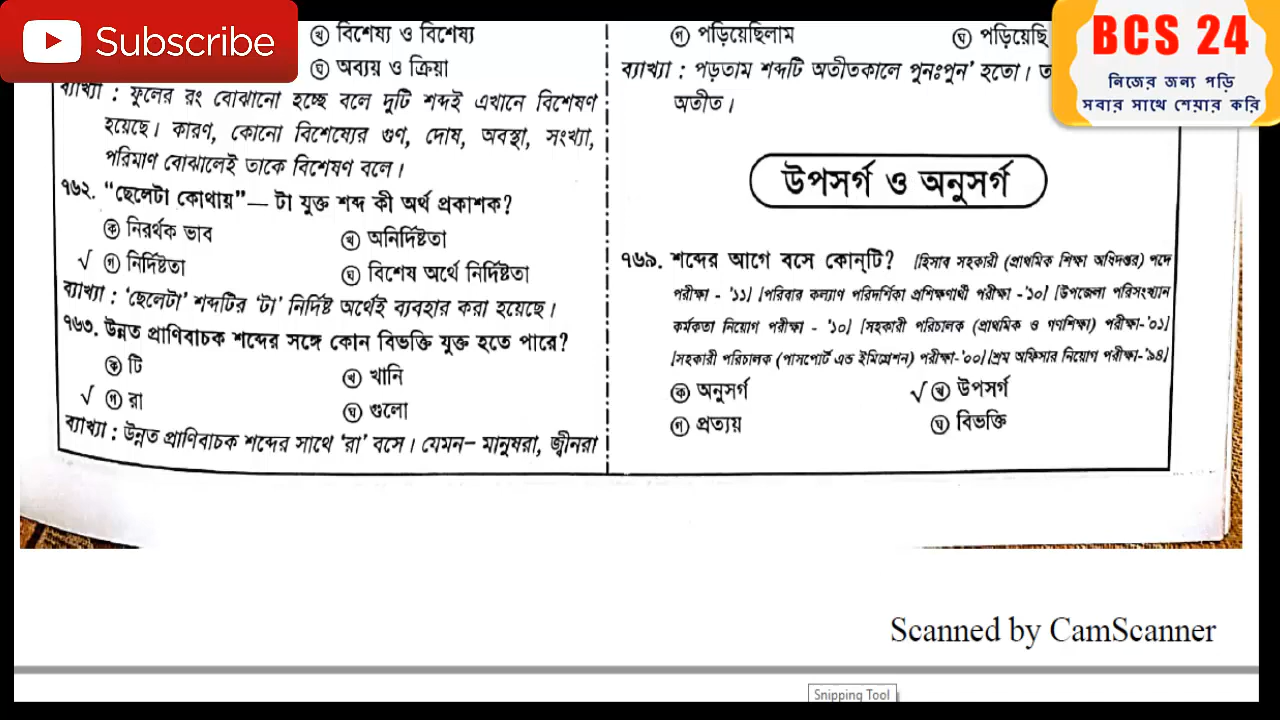 Subscribe
BCS 24
নিজের জন্য পড়ি
সবার সাথে শেয়ার করি
খ বিশেষ্য ও বিশেষ্য
ঘ অব্যয় ও ক্রিয়া
ব্যাখ্যা : ফুলের রং বোঝানো হচ্ছে বলে দুটি শব্দই এখানে বিশেষণ
হয়েছে। কারণ, কোনো বিশেষ্যের গুণ, দোষ, অবস্থা, সংখ্যা,
পরিমাণ বোঝালেই তাকে বিশেষণ বলে।
৭৬২. “ছেলেটা কোথায়” — টা যুক্ত শব্দ কী অর্থ প্রকাশক?
ক নিরর্থক ভাব
খ অনির্দিষ্টতা
√ গ নির্দিষ্টতা
ঘ বিশেষ অর্থে নির্দিষ্টতা
ব্যাখ্যা : ‘ছেলেটা’ শব্দটির ‘টা’ নির্দিষ্ট অর্থেই ব্যবহার করা হয়েছে।
৭৬৩. উন্নত প্রাণিবাচক শব্দের সঙ্গে কোন বিভক্তি যুক্ত হতে পারে?
ক টি
খ খানি
√ গ রা
ঘ গুলো
ব্যাখ্যা : উন্নত প্রাণিবাচক শব্দের সাথে ‘রা’ বসে। যেমন– মানুষরা, জ্বীনরা
গ পড়িয়েছিলাম
ঘ পড়িয়েছি
ব্যাখ্যা : পড়তাম শব্দটি অতীতকালে পুনঃপুন’ হতো।
অতীত।
উপসর্গ ও অনুসর্গ
৭৬৯. শব্দের আগে বসে কোন্‌টি? [হিসাব সহকারী (প্রাথমিক শিক্ষা অধিদপ্তর) পদে
পরীক্ষা - '১১] [পরিবার কল্যাণ পরিদর্শিকা প্রশিক্ষণার্থী পরীক্ষা -'১০] [উপজেলা পরিসংখ্যান
কর্মকতা নিয়োগ পরীক্ষা - '১০] [সহকারী পরিচালক (প্রাথমিক ও গণশিক্ষা) পরীক্ষা-'০১]
[সহকারী পরিচালক (পাসপোর্ট এন্ড ইমিগ্রেশন) পরীক্ষা-'০০] [শ্রম অফিসার নিয়োগ পরীক্ষা-'৯৪]
ক অনুসর্গ
√ খ উপসর্গ
গ প্রত্যয়
ঘ বিভক্তি
Scanned by CamScanner
Snipping Tool